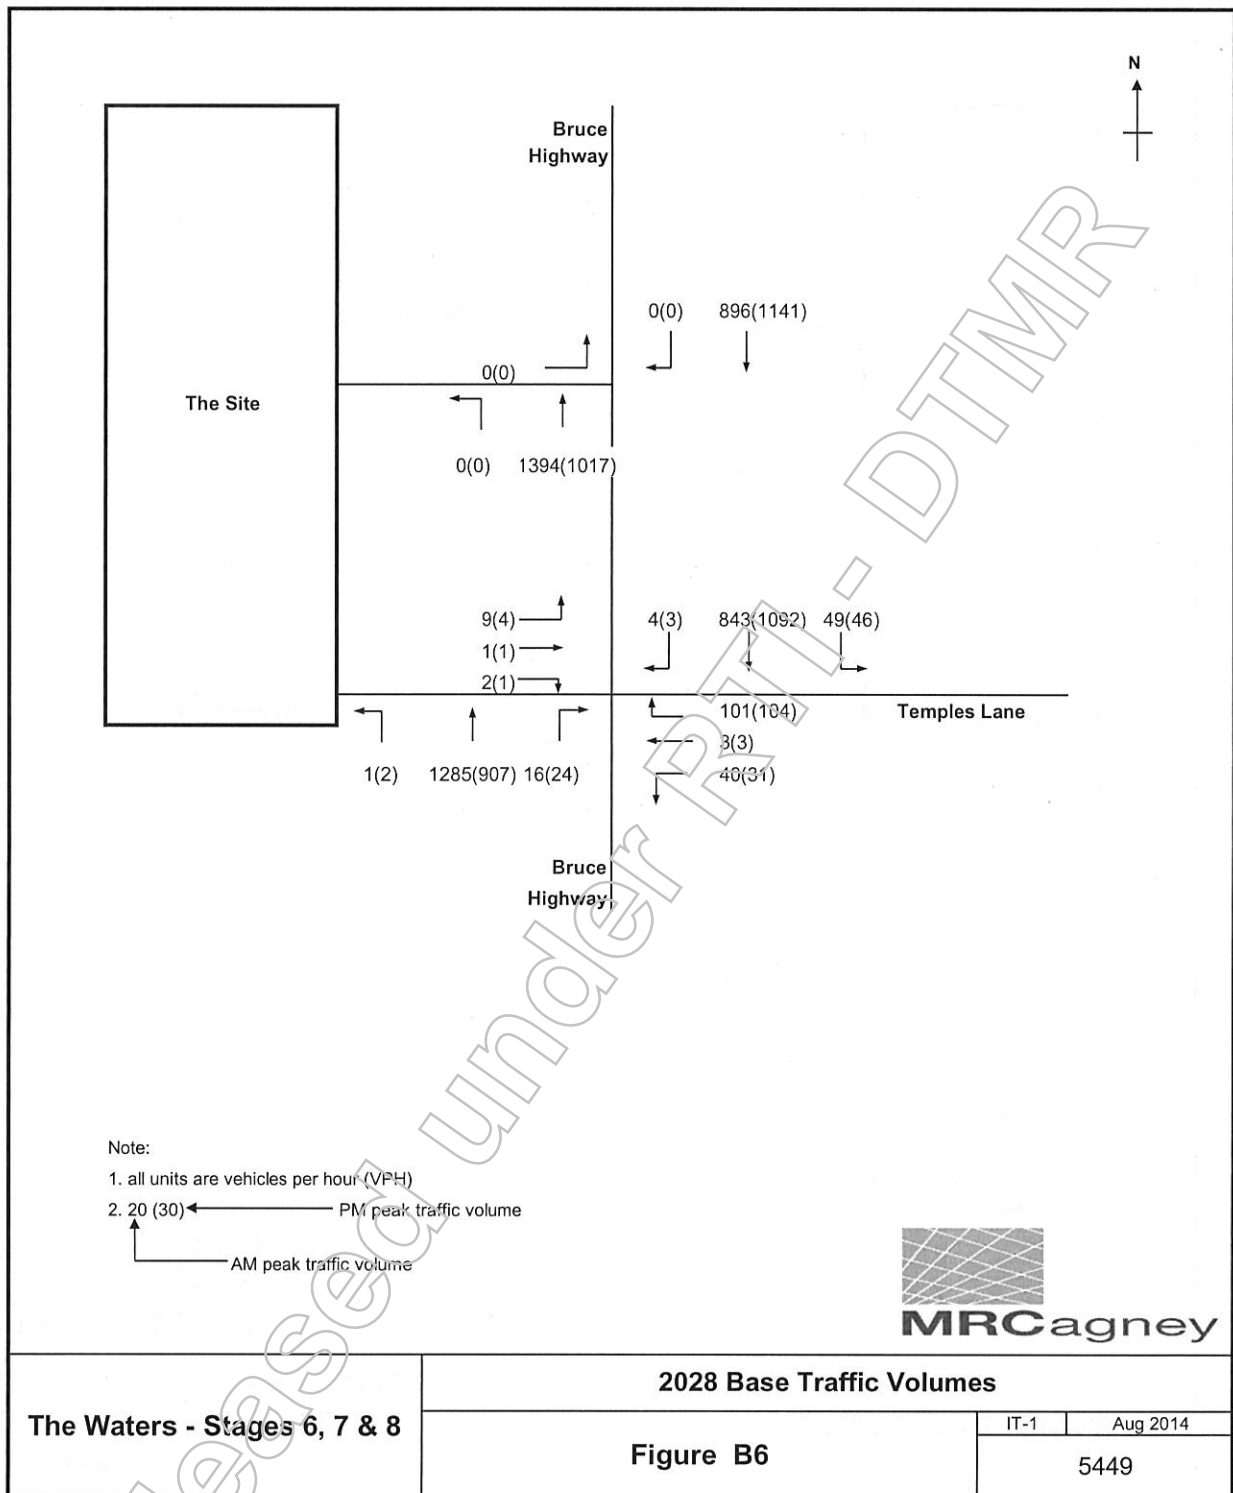 N
Bruce
Highway
0(0) 896(1141)
0(0)
The Site
0(0) 1394(1017)
9(4) 4(3) 843(1092) 49(46)
1(1)
2(1)
101(104) Temples Lane
3(3)
1(2) 1285(907) 16(24) 40(31)
Bruce
Highway
Note:
1. all units are vehicles per hour (VPH)
2. 20 (30) PM peak traffic volume
AM peak traffic volume
MRCagney
2028 Base Traffic Volumes
The Waters - Stages 6, 7 & 8
Figure B6
IT-1 Aug 2014
5449
leased under RTI - DTMR